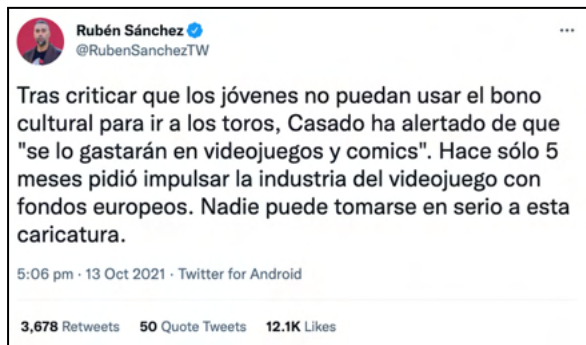 Rubén Sánchez
@RubenSanchezTW
Tras criticar que los jóvenes no puedan usar el bono
cultural para ir a los toros, Casado ha alertado de que
"se lo gastarán en videojuegos y comics". Hace sólo 5
meses pidió impulsar la industria del videojuego con
fondos europeos. Nadie puede tomarse en serio a esta
caricatura.
5:06 pm · 13 Oct 2021 · Twitter for Android
3,678 Retweets 50 Quote Tweets 12.1K Likes